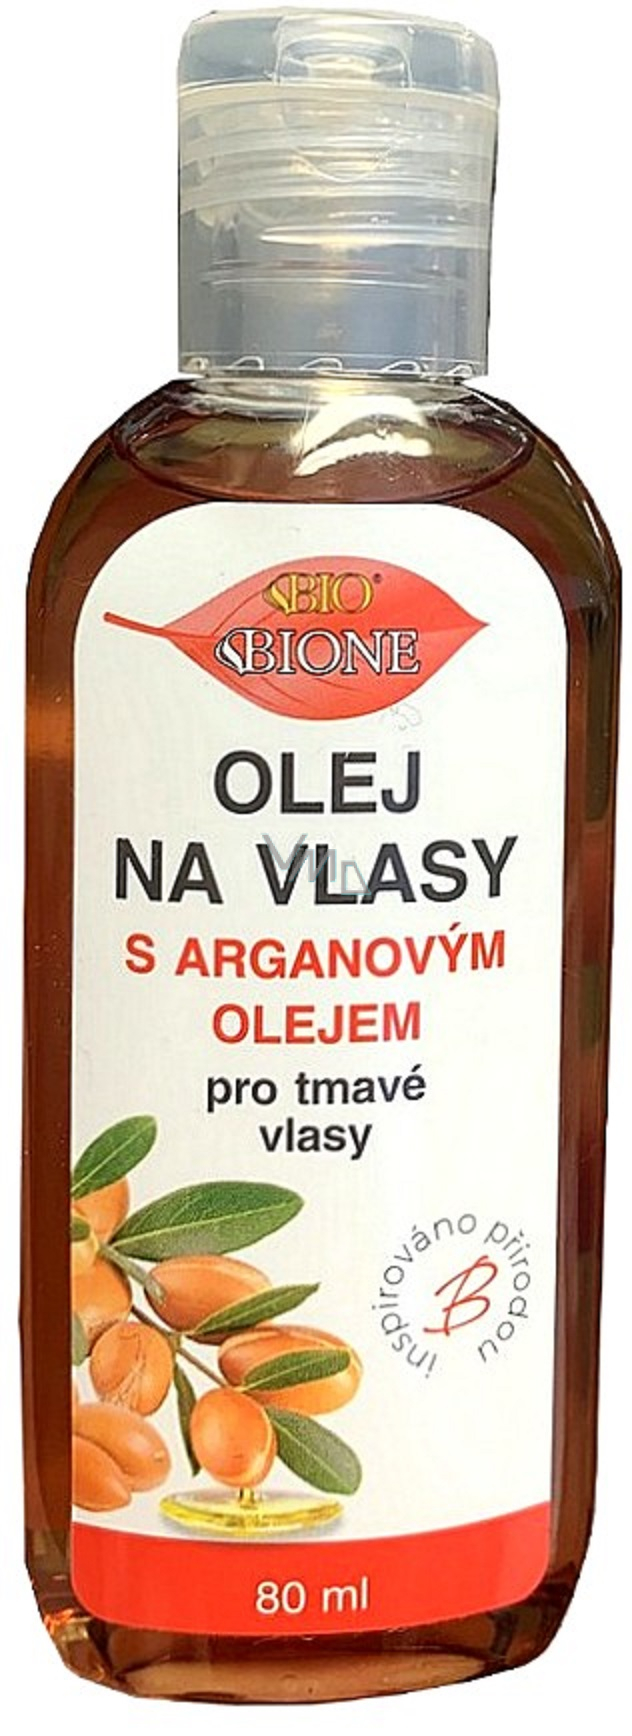 BIO®
BIONE
OLEJ
NA VLASY
S ARGANOVÝM
OLEJEM
pro tmavé
vlasy
inspirováno přírodou
B
80 ml